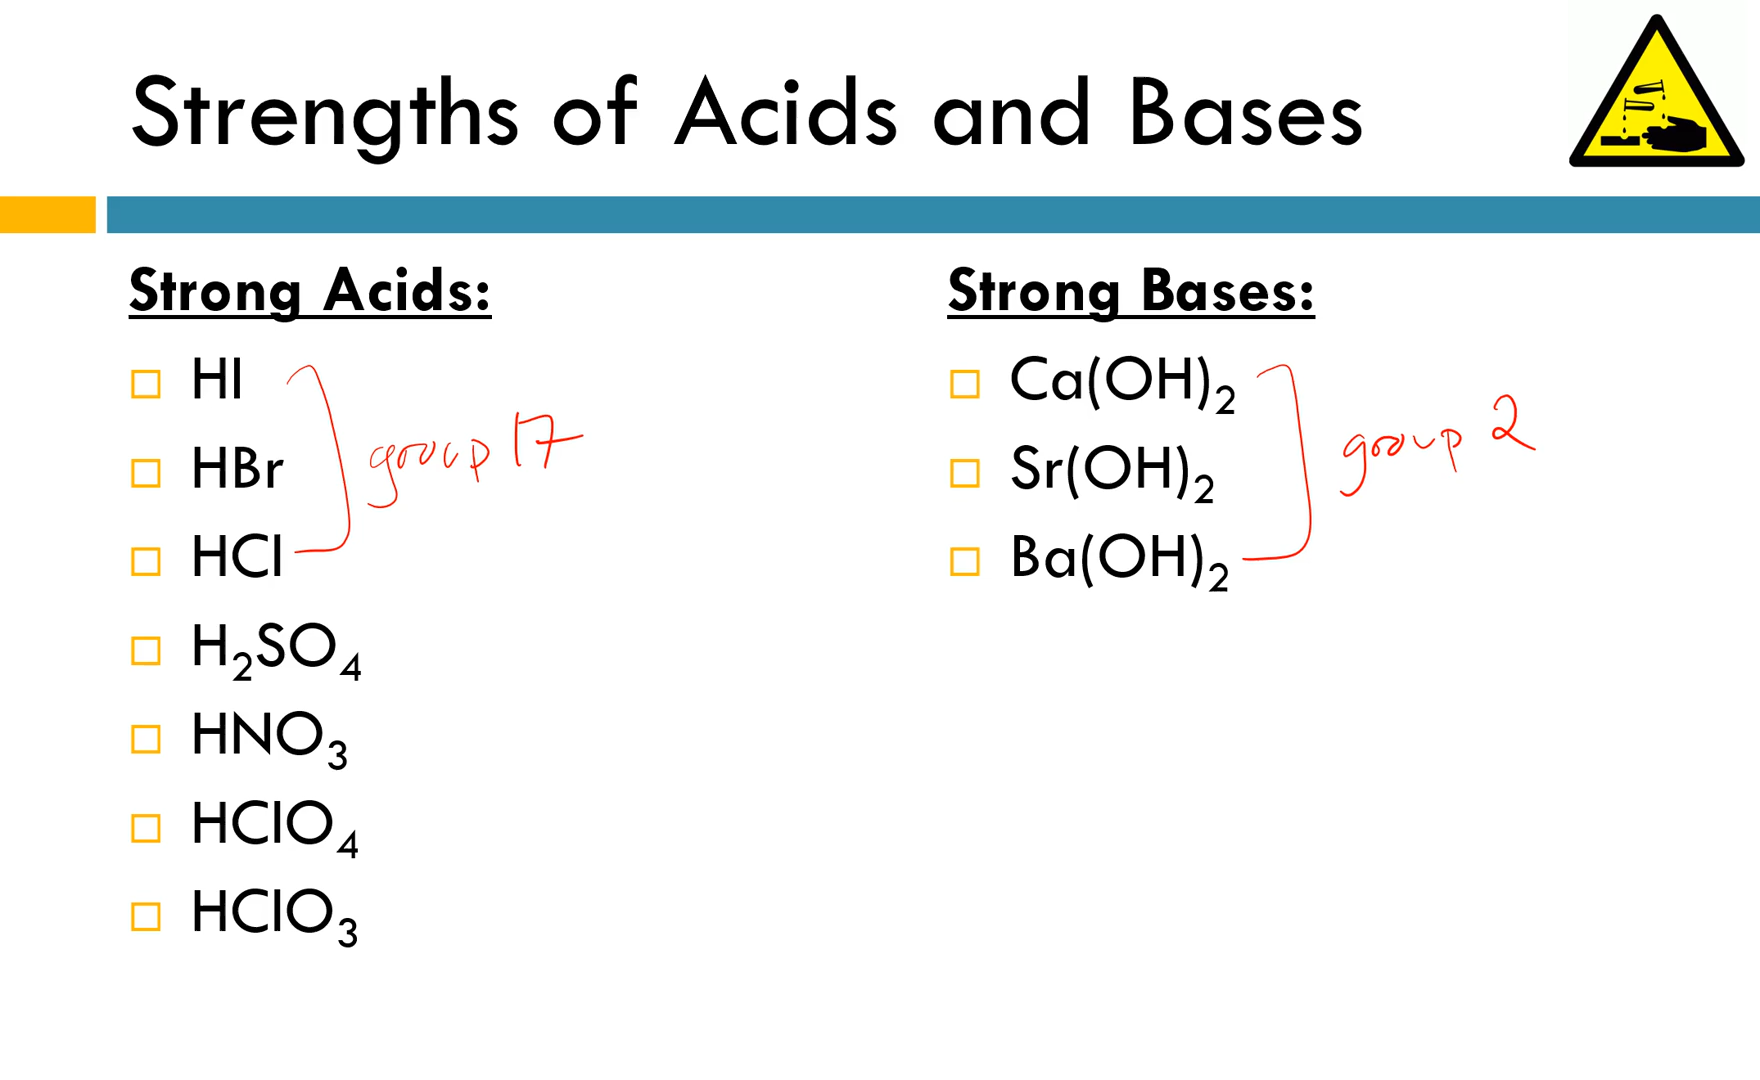 Strengths of Acids and Bases
Strong Acids:
HI
HBr
HCl
group 17
H₂SO₄
HNO₃
HClO₄
HClO₃
Strong Bases:
Ca(OH)₂
Sr(OH)₂
Ba(OH)₂
group 2